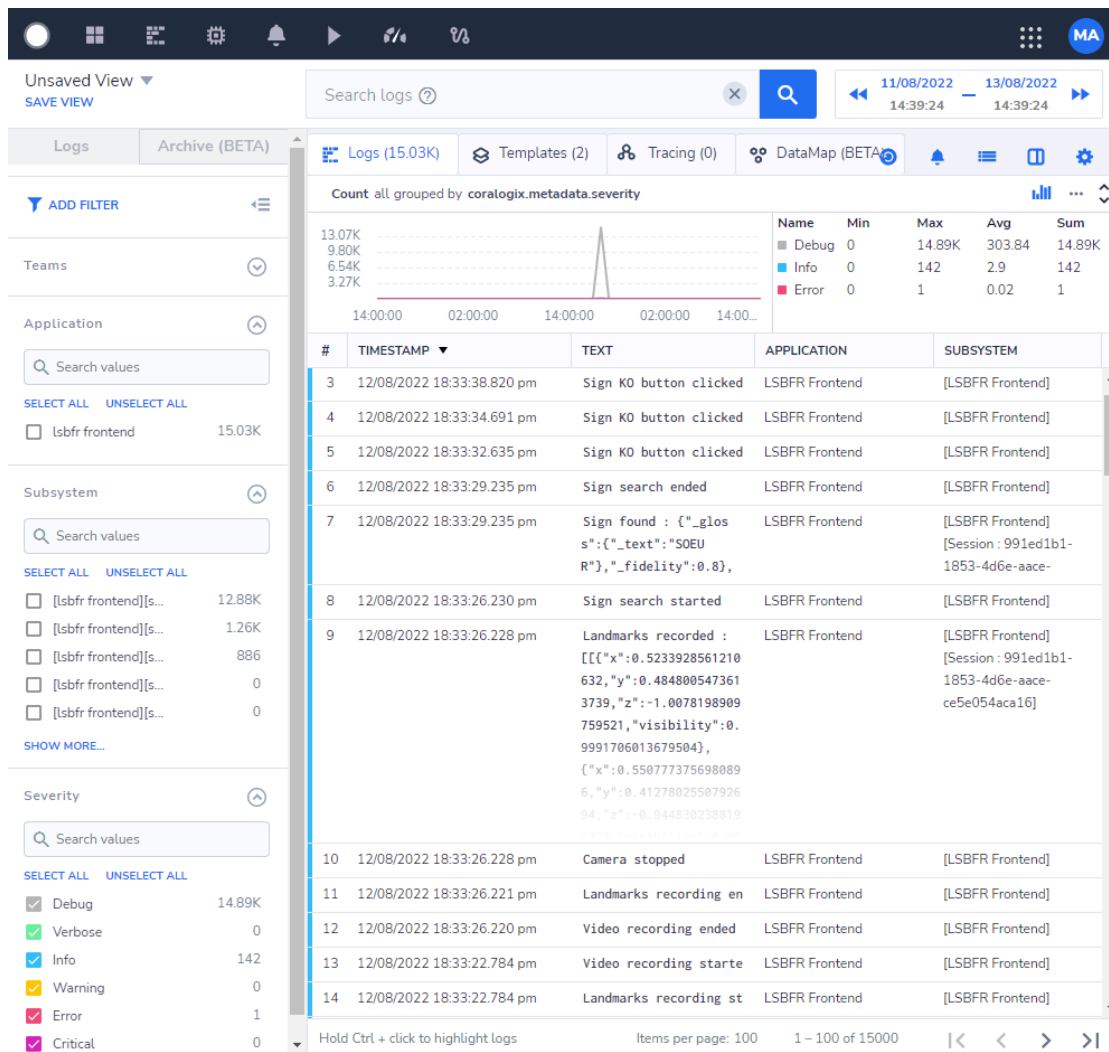 MA
Unsaved View
SAVE VIEW
Search logs
11/08/2022 — 13/08/2022
14:39:24 14:39:24
Logs Archive (BETA)
Logs (15.03K) Templates (2) Tracing (0) DataMap (BETA)
ADD FILTER
Teams
Application
Search values
SELECT ALL UNSELECT ALL
lsbfr frontend 15.03K
Subsystem
Search values
SELECT ALL UNSELECT ALL
[lsbfr frontend][s... 12.88K
[lsbfr frontend][s... 1.26K
[lsbfr frontend][s... 886
[lsbfr frontend][s... 0
[lsbfr frontend][s... 0
SHOW MORE...
Severity
Search values
SELECT ALL UNSELECT ALL
Debug 14.89K
Verbose 0
Info 142
Warning 0
Error 1
Critical 0
Count all grouped by coralogix.metadata.severity
13.07K
9.80K
6.54K
3.27K
14:00:00 02:00:00 14:00:00 02:00:00 14:00...
Name Min Max Avg Sum
Debug 0 14.89K 303.84 14.89K
Info 0 142 2.9 142
Error 0 1 0.02 1
# TIMESTAMP TEXT APPLICATION SUBSYSTEM
3 12/08/2022 18:33:38.820 pm Sign KO button clicked LSBFR Frontend [LSBFR Frontend]
4 12/08/2022 18:33:34.691 pm Sign KO button clicked LSBFR Frontend [LSBFR Frontend]
5 12/08/2022 18:33:32.635 pm Sign KO button clicked LSBFR Frontend [LSBFR Frontend]
6 12/08/2022 18:33:29.235 pm Sign search ended LSBFR Frontend [LSBFR Frontend]
7 12/08/2022 18:33:29.235 pm Sign found : {"_glos LSBFR Frontend [LSBFR Frontend]
s":{"_text":"SOEU [Session : 991ed1b1-
R"},"_fidelity":0.8}, 1853-4d6e-aace-
8 12/08/2022 18:33:26.230 pm Sign search started LSBFR Frontend [LSBFR Frontend]
9 12/08/2022 18:33:26.228 pm Landmarks recorded : LSBFR Frontend [LSBFR Frontend]
[[{"x":0.5233928561210 [Session : 991ed1b1-
632,"y":0.484800547361 1853-4d6e-aace-
3739,"z":-1.0078198909 ce5e054aca16]
759521,"visibility":0.
9991706013679504},
{"x":0.550777375698089
6,"y":0.41278025507926
94,"z":-0.944830238819
10 12/08/2022 18:33:26.228 pm Camera stopped LSBFR Frontend [LSBFR Frontend]
11 12/08/2022 18:33:26.221 pm Landmarks recording en LSBFR Frontend [LSBFR Frontend]
12 12/08/2022 18:33:26.220 pm Video recording ended LSBFR Frontend [LSBFR Frontend]
13 12/08/2022 18:33:22.784 pm Video recording starte LSBFR Frontend [LSBFR Frontend]
14 12/08/2022 18:33:22.784 pm Landmarks recording st LSBFR Frontend [LSBFR Frontend]
Hold Ctrl + click to highlight logs Items per page: 100 1 – 100 of 15000